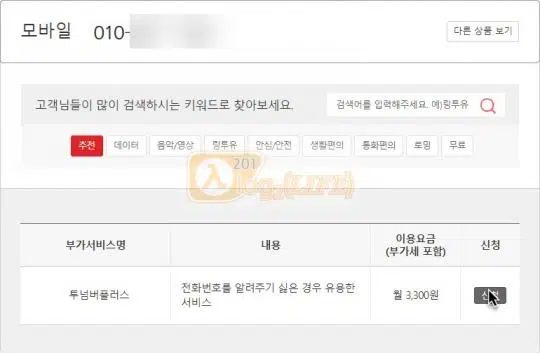 모바일 010-
다른 상품 보기
고객님들이 많이 검색하시는 키워드로 찾아보세요.
검색어를 입력해주세요. 예)링투유
추천 데이터 음악/영상 링투유 안심/안전 생활편의 통화편의 로밍 무료
201
부가서비스명 내용 이용요금 신청
(부가세 포함)
투넘버플러스 전화번호를 알려주기 싫은 경우 유용한 월 3,300원
서비스